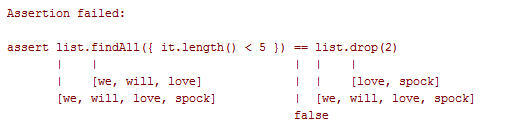 Assertion failed:
assert list.findAll({ it.length() < 5 }) == list.drop(2)
       |    |                            |  |    |
       |    [we, will, love]             |  |    [love, spock]
       [we, will, love, spock]           |  [we, will, love, spock]
                                         false